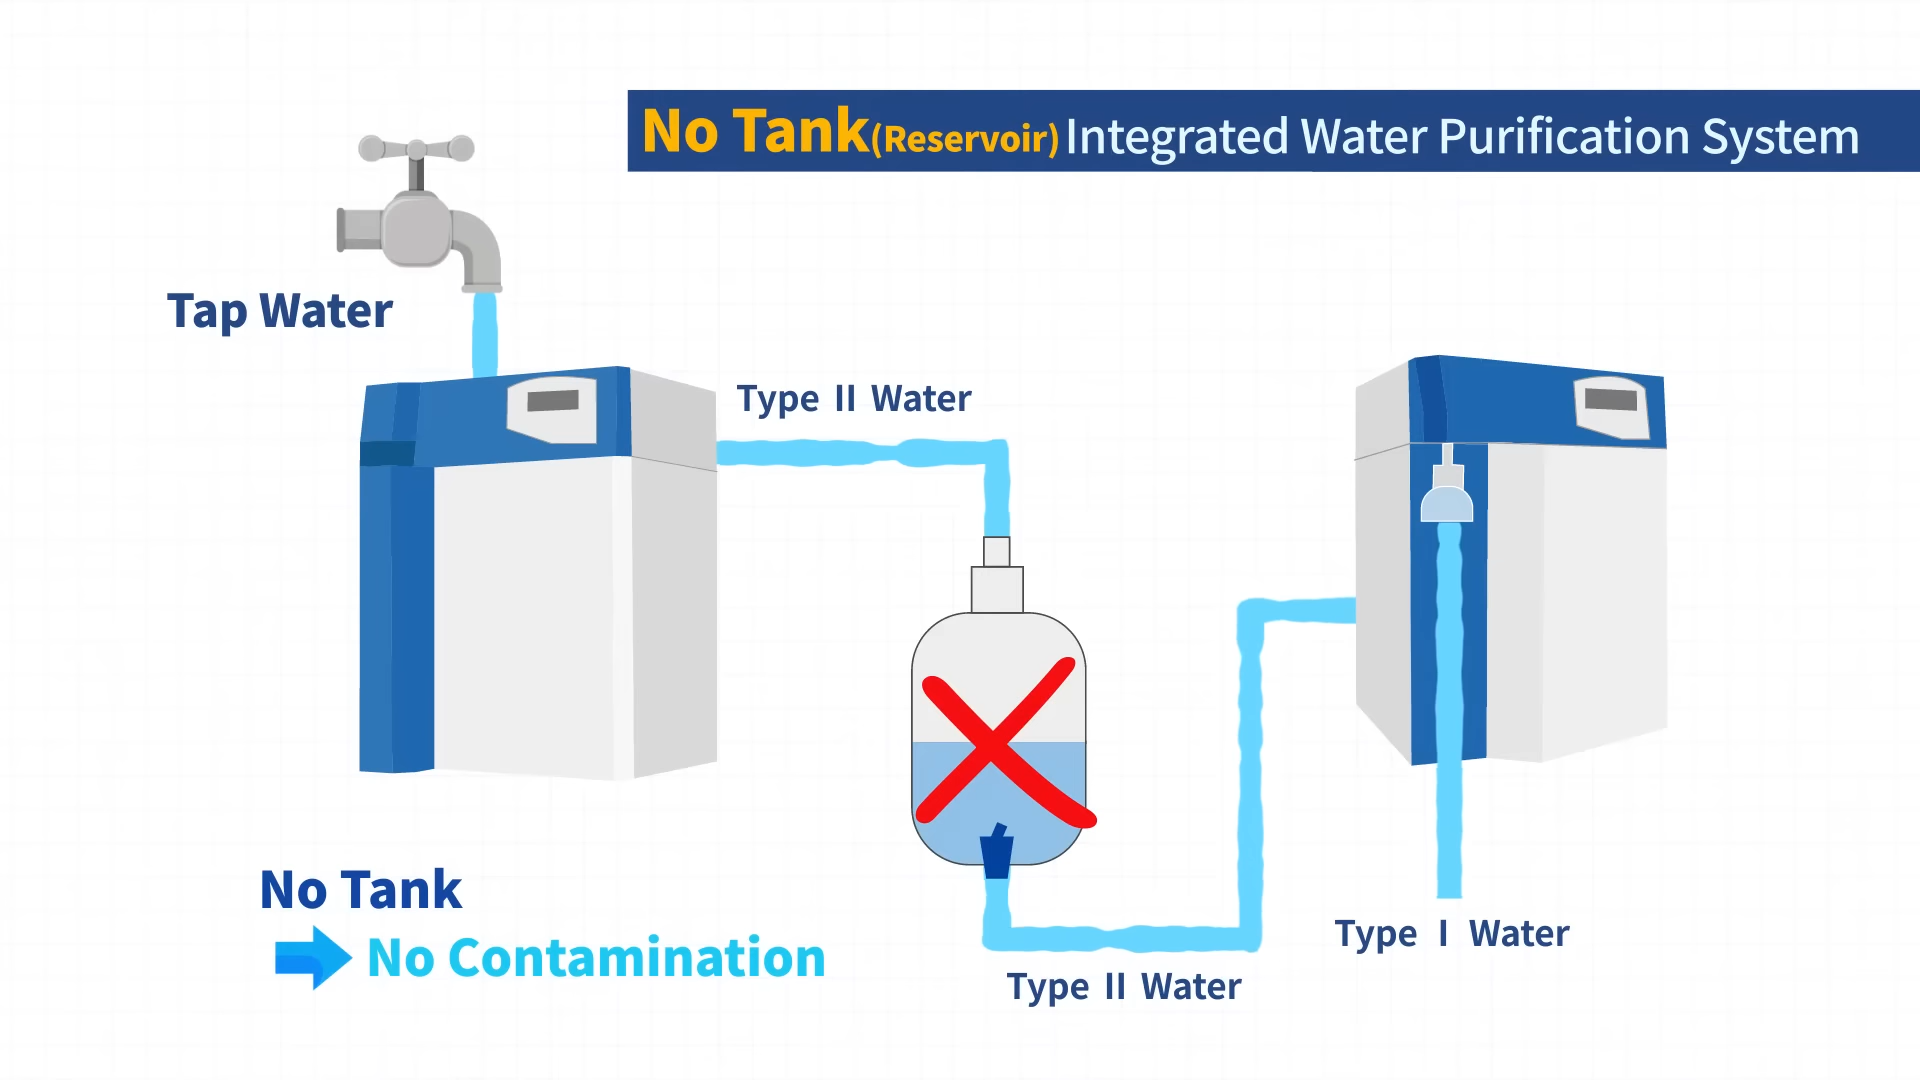 No Tank(Reservoir) Integrated Water Purification System
Tap Water
Type II Water
No Tank
No Contamination
Type I Water
Type II Water